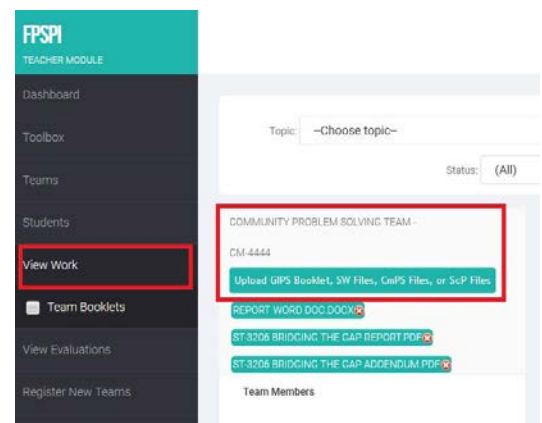 FPSPI
TEACHER MODULE
Dashboard
Toolbox
Teams
Students
View Work
Team Booklets
View Evaluations
Register New Teams
Topic: --Choose topic--
Status: (All)
COMMUNITY PROBLEM SOLVING TEAM -
CM-4444
Upload GIPS Booklet, SW Files, CmPS Files, or ScP Files
REPORT WORD DOC.DOCX
ST-3206 BRIDGING THE GAP REPORT.PDF
ST-3206 BRIDGING THE GAP ADDENDUM.PDF
Team Members